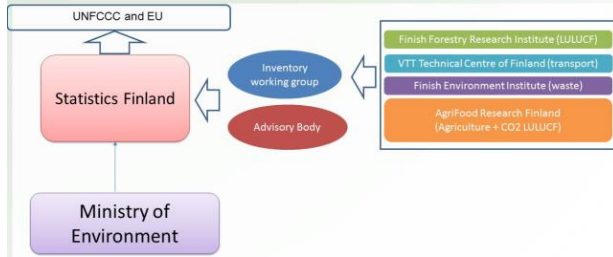 UNFCCC and EU
Statistics Finland
Ministry of
Environment
Inventory
working group
Advisory Body
Finish Forestry Research Institute (LULUCF)
VTT Technical Centre of Finland (transport)
Finish Environment Institute (waste)
AgriFood Research Finland
(Agriculture + CO2 LULUCF)